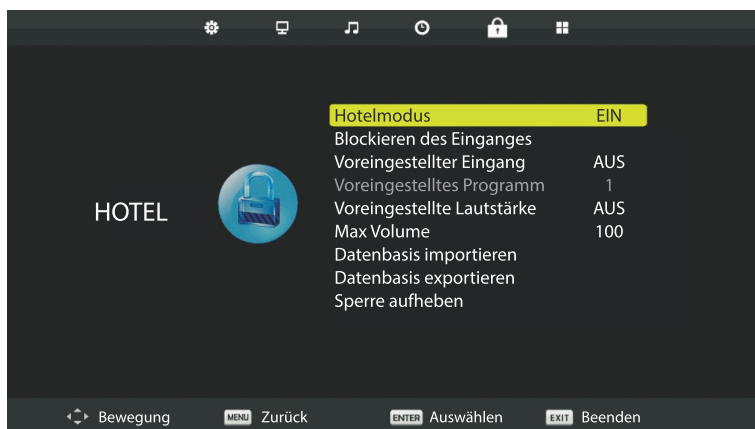 Hotelmodus EIN
Blockieren des Einganges
Voreingestellter Eingang AUS
Voreingestelltes Programm 1
HOTEL
Voreingestellte Lautstärke AUS
Max Volume 100
Datenbasis importieren
Datenbasis exportieren
Sperre aufheben
Bewegung MENU Zurück ENTER Auswählen EXIT Beenden